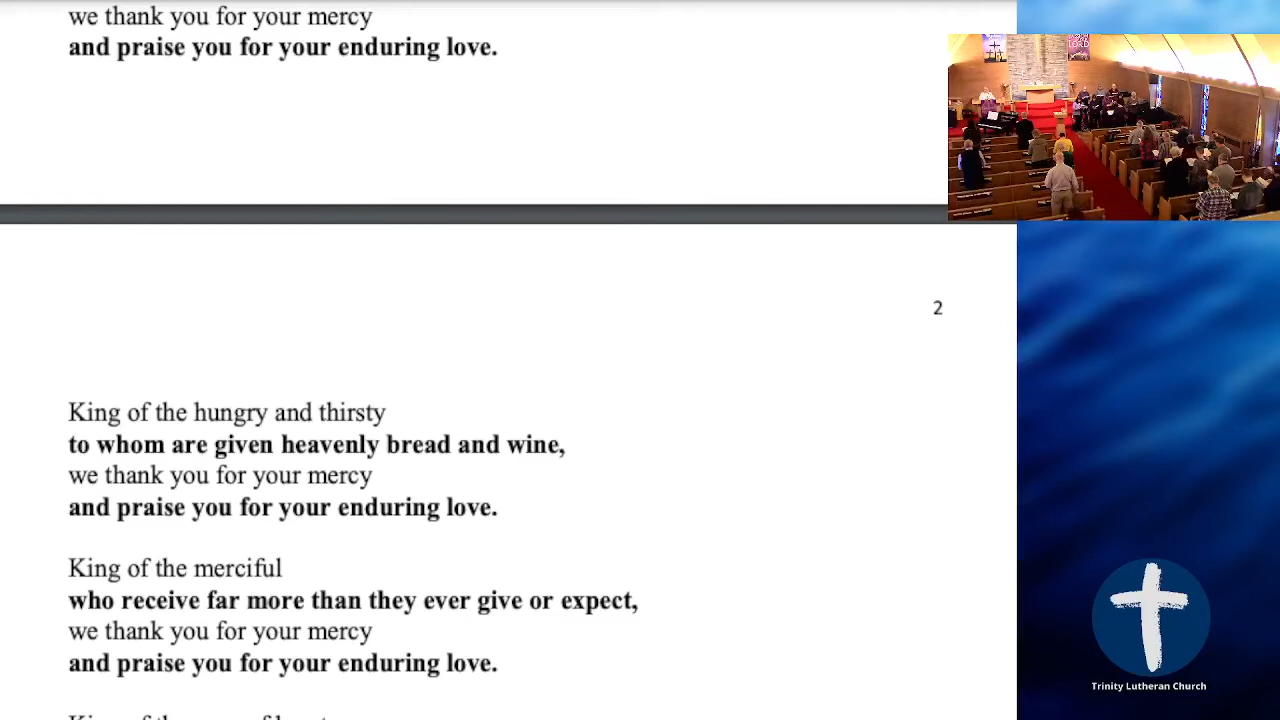 we thank you for your mercy
and praise you for your enduring love.
2
King of the hungry and thirsty
to whom are given heavenly bread and wine,
we thank you for your mercy
and praise you for your enduring love.
King of the merciful
who receive far more than they ever give or expect,
we thank you for your mercy
and praise you for your enduring love.
LORD
Trinity Lutheran Church